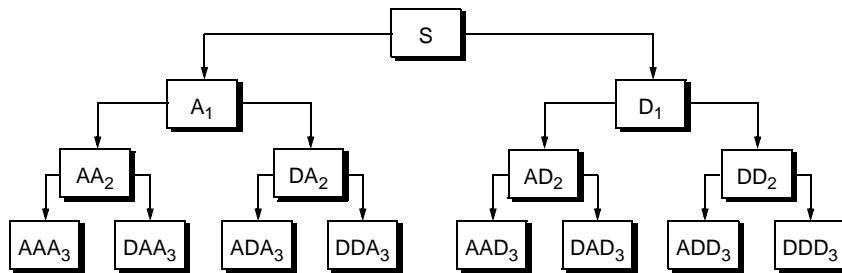 S
A₁ D₁
AA₂ DA₂ AD₂ DD₂
AAA₃ DAA₃ ADA₃ DDA₃ AAD₃ DAD₃ ADD₃ DDD₃